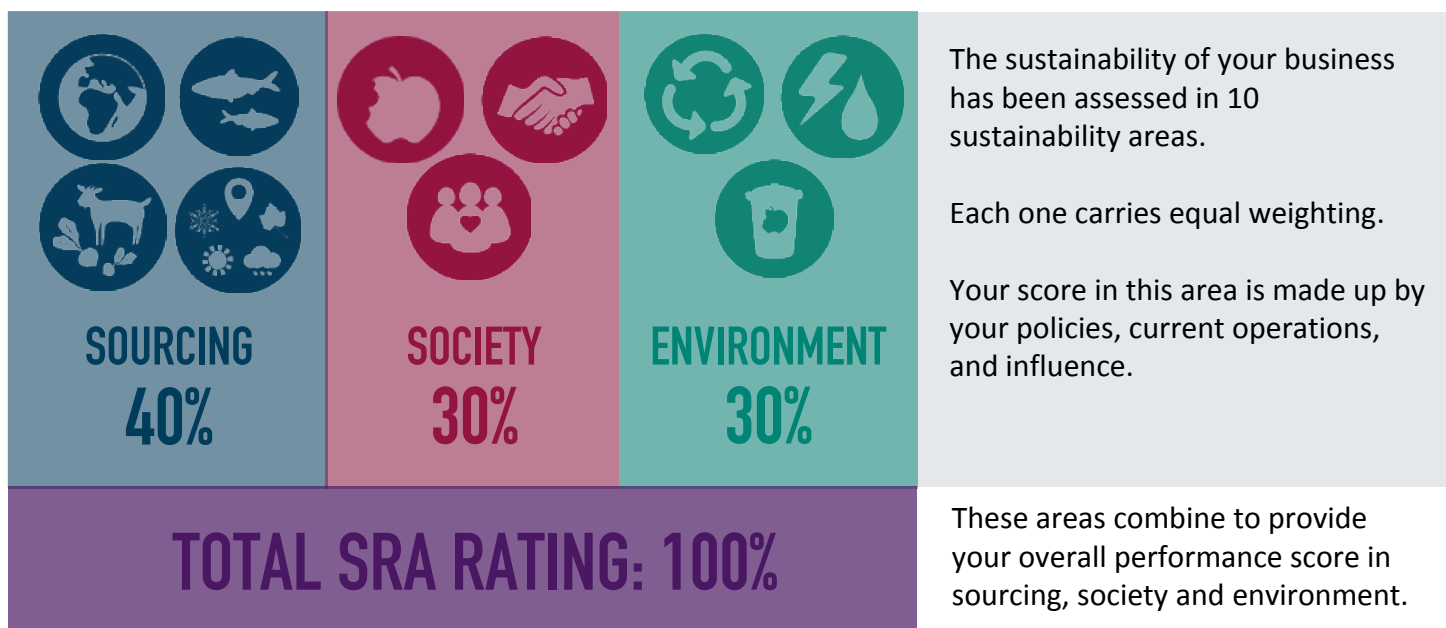 SOURCING
40%
SOCIETY
30%
ENVIRONMENT
30%
TOTAL SRA RATING: 100%
The sustainability of your business
has been assessed in 10
sustainability areas.
Each one carries equal weighting.
Your score in this area is made up by
your policies, current operations,
and influence.
These areas combine to provide
your overall performance score in
sourcing, society and environment.